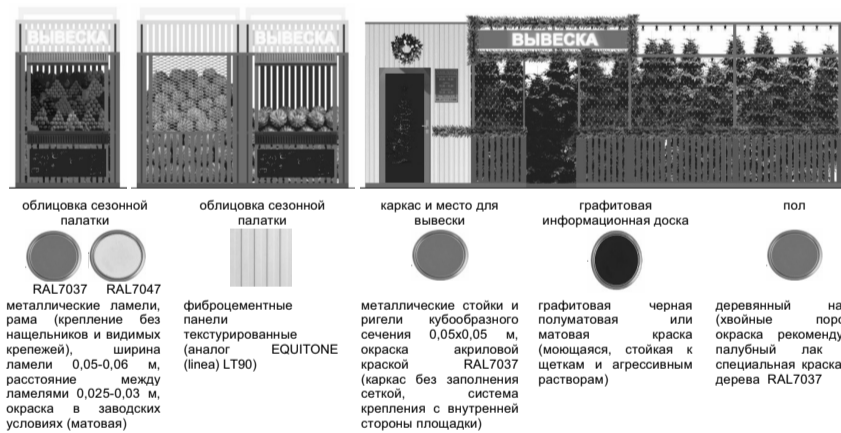 ВЫВЕСКА
ВЫВЕСКА
ВЫВЕСКА
облицовка сезонной
палатки
RAL7037 RAL7047
металлические ламели,
рама (крепление без
нащельников и видимых
крепежей), ширина
ламели 0,05-0,06 м,
расстояние между
ламелями 0,025-0,03 м,
окраска в заводских
условиях (матовая)
облицовка сезонной
палатки
фиброцементные
панели
текстурированные
(аналог EQUITONE
(linea) LT90)
каркас и место для
вывески
металлические стойки и
ригели кубообразного
сечения 0,05х0,05 м,
окраска акриловой
краской RAL7037
(каркас без заполнения
сеткой, система
крепления с внутренней
стороны площадки)
графитовая
информационная доска
графитовая черная
полуматовая или
матовая краска
(моющаяся, стойкая к
щеткам и агрессивным
растворам)
пол
деревянный на
(хвойные поро
окраска рекоменду
палубный лак
специальная краска
дерева RAL7037